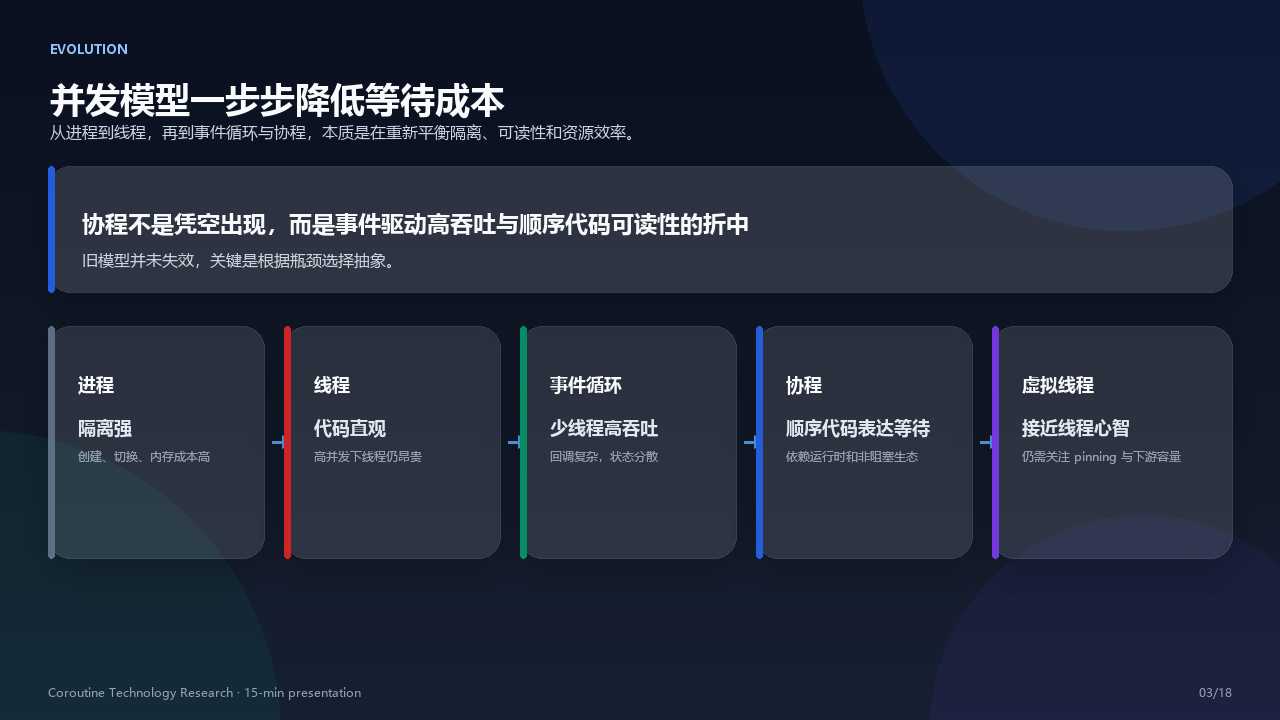 EVOLUTION
并发模型一步步降低等待成本
从进程到线程，再到事件循环与协程，本质是在重新平衡隔离、可读性和资源效率。
协程不是凭空出现，而是事件驱动高吞吐与顺序代码可读性的折中
旧模型并未失效，关键是根据瓶颈选择抽象。
进程
隔离强
创建、切换、内存成本高
线程
代码直观
高并发下线程仍昂贵
事件循环
少线程高吞吐
回调复杂，状态分散
协程
顺序代码表达等待
依赖运行时和非阻塞生态
虚拟线程
接近线程心智
仍需关注 pinning 与下游容量
Coroutine Technology Research · 15-min presentation
03/18